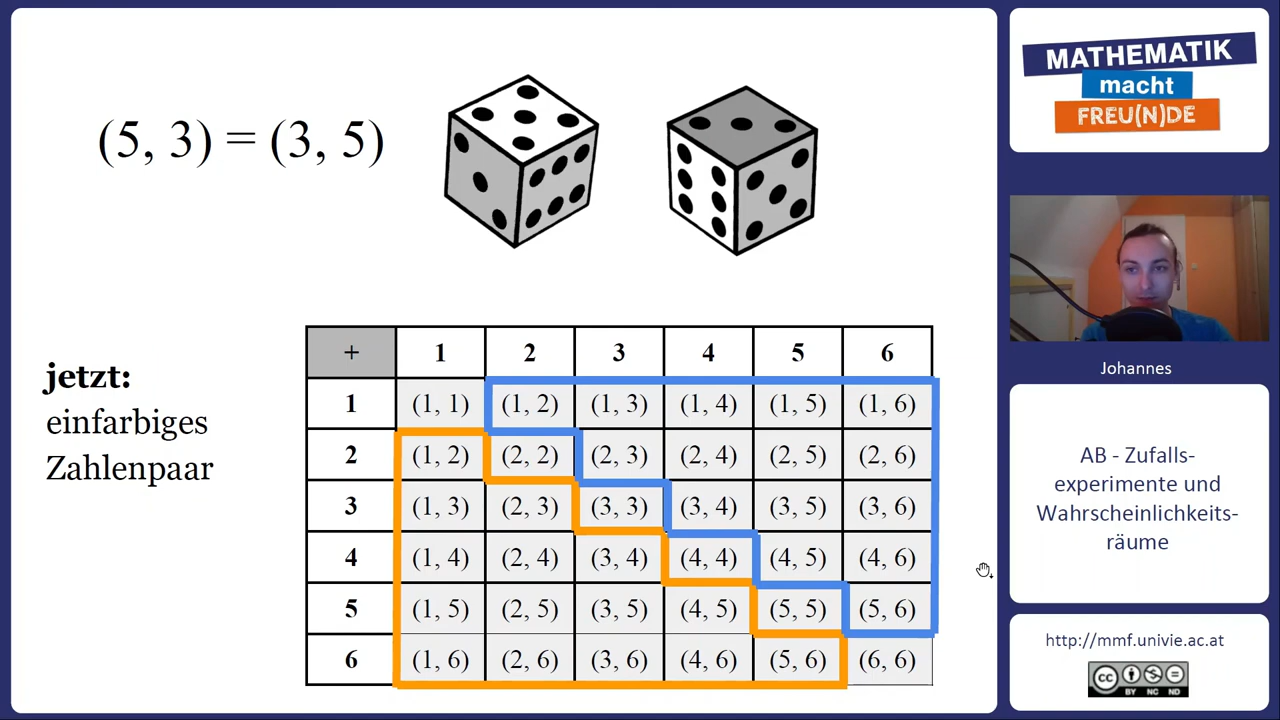 (5, 3) = (3, 5)
jetzt:
einfarbiges
Zahlenpaar
+ 1 2 3 4 5 6
1 (1, 1) (1, 2) (1, 3) (1, 4) (1, 5) (1, 6)
2 (1, 2) (2, 2) (2, 3) (2, 4) (2, 5) (2, 6)
3 (1, 3) (2, 3) (3, 3) (3, 4) (3, 5) (3, 6)
4 (1, 4) (2, 4) (3, 4) (4, 4) (4, 5) (4, 6)
5 (1, 5) (2, 5) (3, 5) (4, 5) (5, 5) (5, 6)
6 (1, 6) (2, 6) (3, 6) (4, 6) (5, 6) (6, 6)
MATHEMATIK
macht
FREU(N)DE
Johannes
AB - Zufalls-
experimente und
Wahrscheinlichkeits-
räume
http://mmf.univie.ac.at
cc
BY NC ND